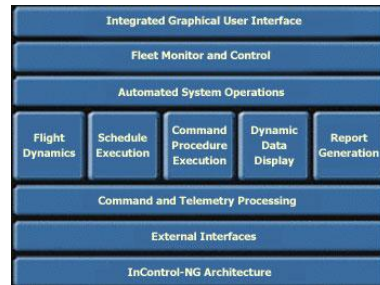 Integrated Graphical User Interface
Fleet Monitor and Control
Automated System Operations
Flight
Dynamics
Schedule
Execution
Command
Procedure
Execution
Dynamic
Data
Display
Report
Generation
Command and Telemetry Processing
External Interfaces
InControl-NG Architecture